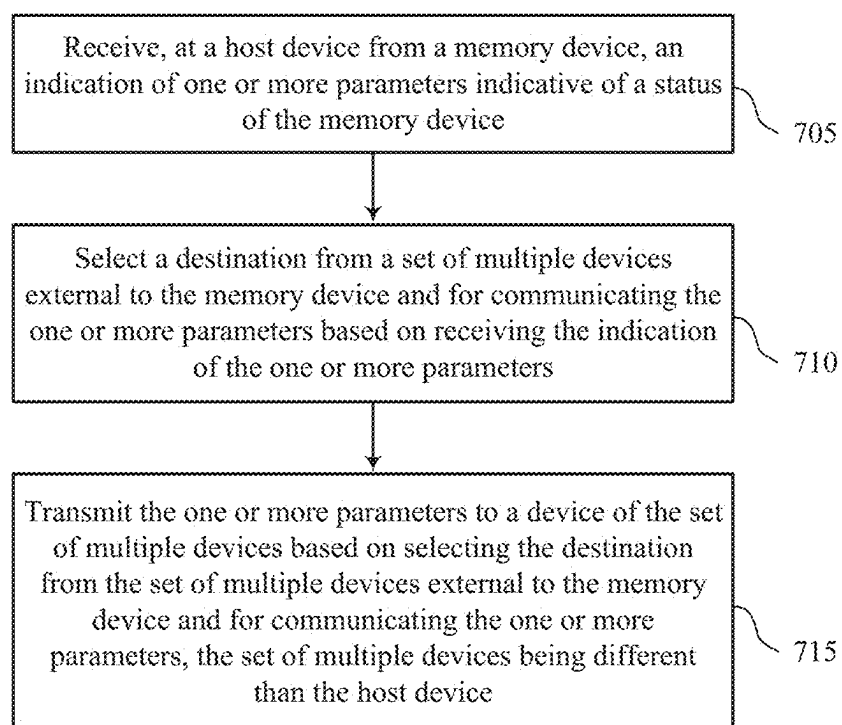 Receive, at a host device from a memory device, an
indication of one or more parameters indicative of a status
of the memory device
705
Select a destination from a set of multiple devices
external to the memory device and for communicating the
one or more parameters based on receiving the indication
of the one or more parameters
710
Transmit the one or more parameters to a device of the set
of multiple devices based on selecting the destination
from the set of multiple devices external to the memory
device and for communicating the one or more
parameters, the set of multiple devices being different
than the host device
715